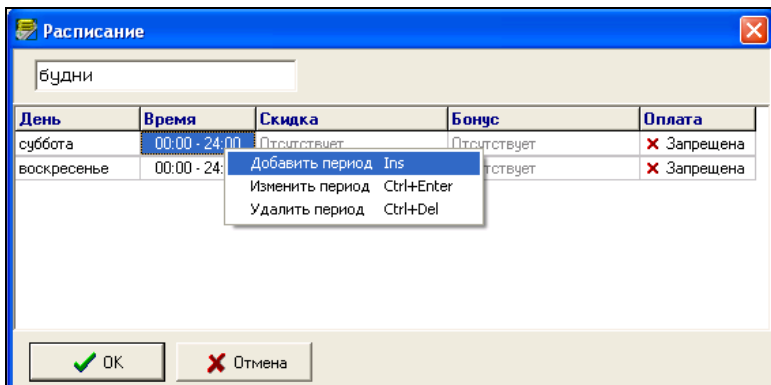 Расписание
будни
День Время Скидка Бонус Оплата
суббота 00:00 - 24:00 Отсутствует Отсутствует Запрещена
воскресенье 00:00 - 24: тствует Запрещена
Добавить период Ins
Изменить период Ctrl+Enter
Удалить период Ctrl+Del
OK Отмена